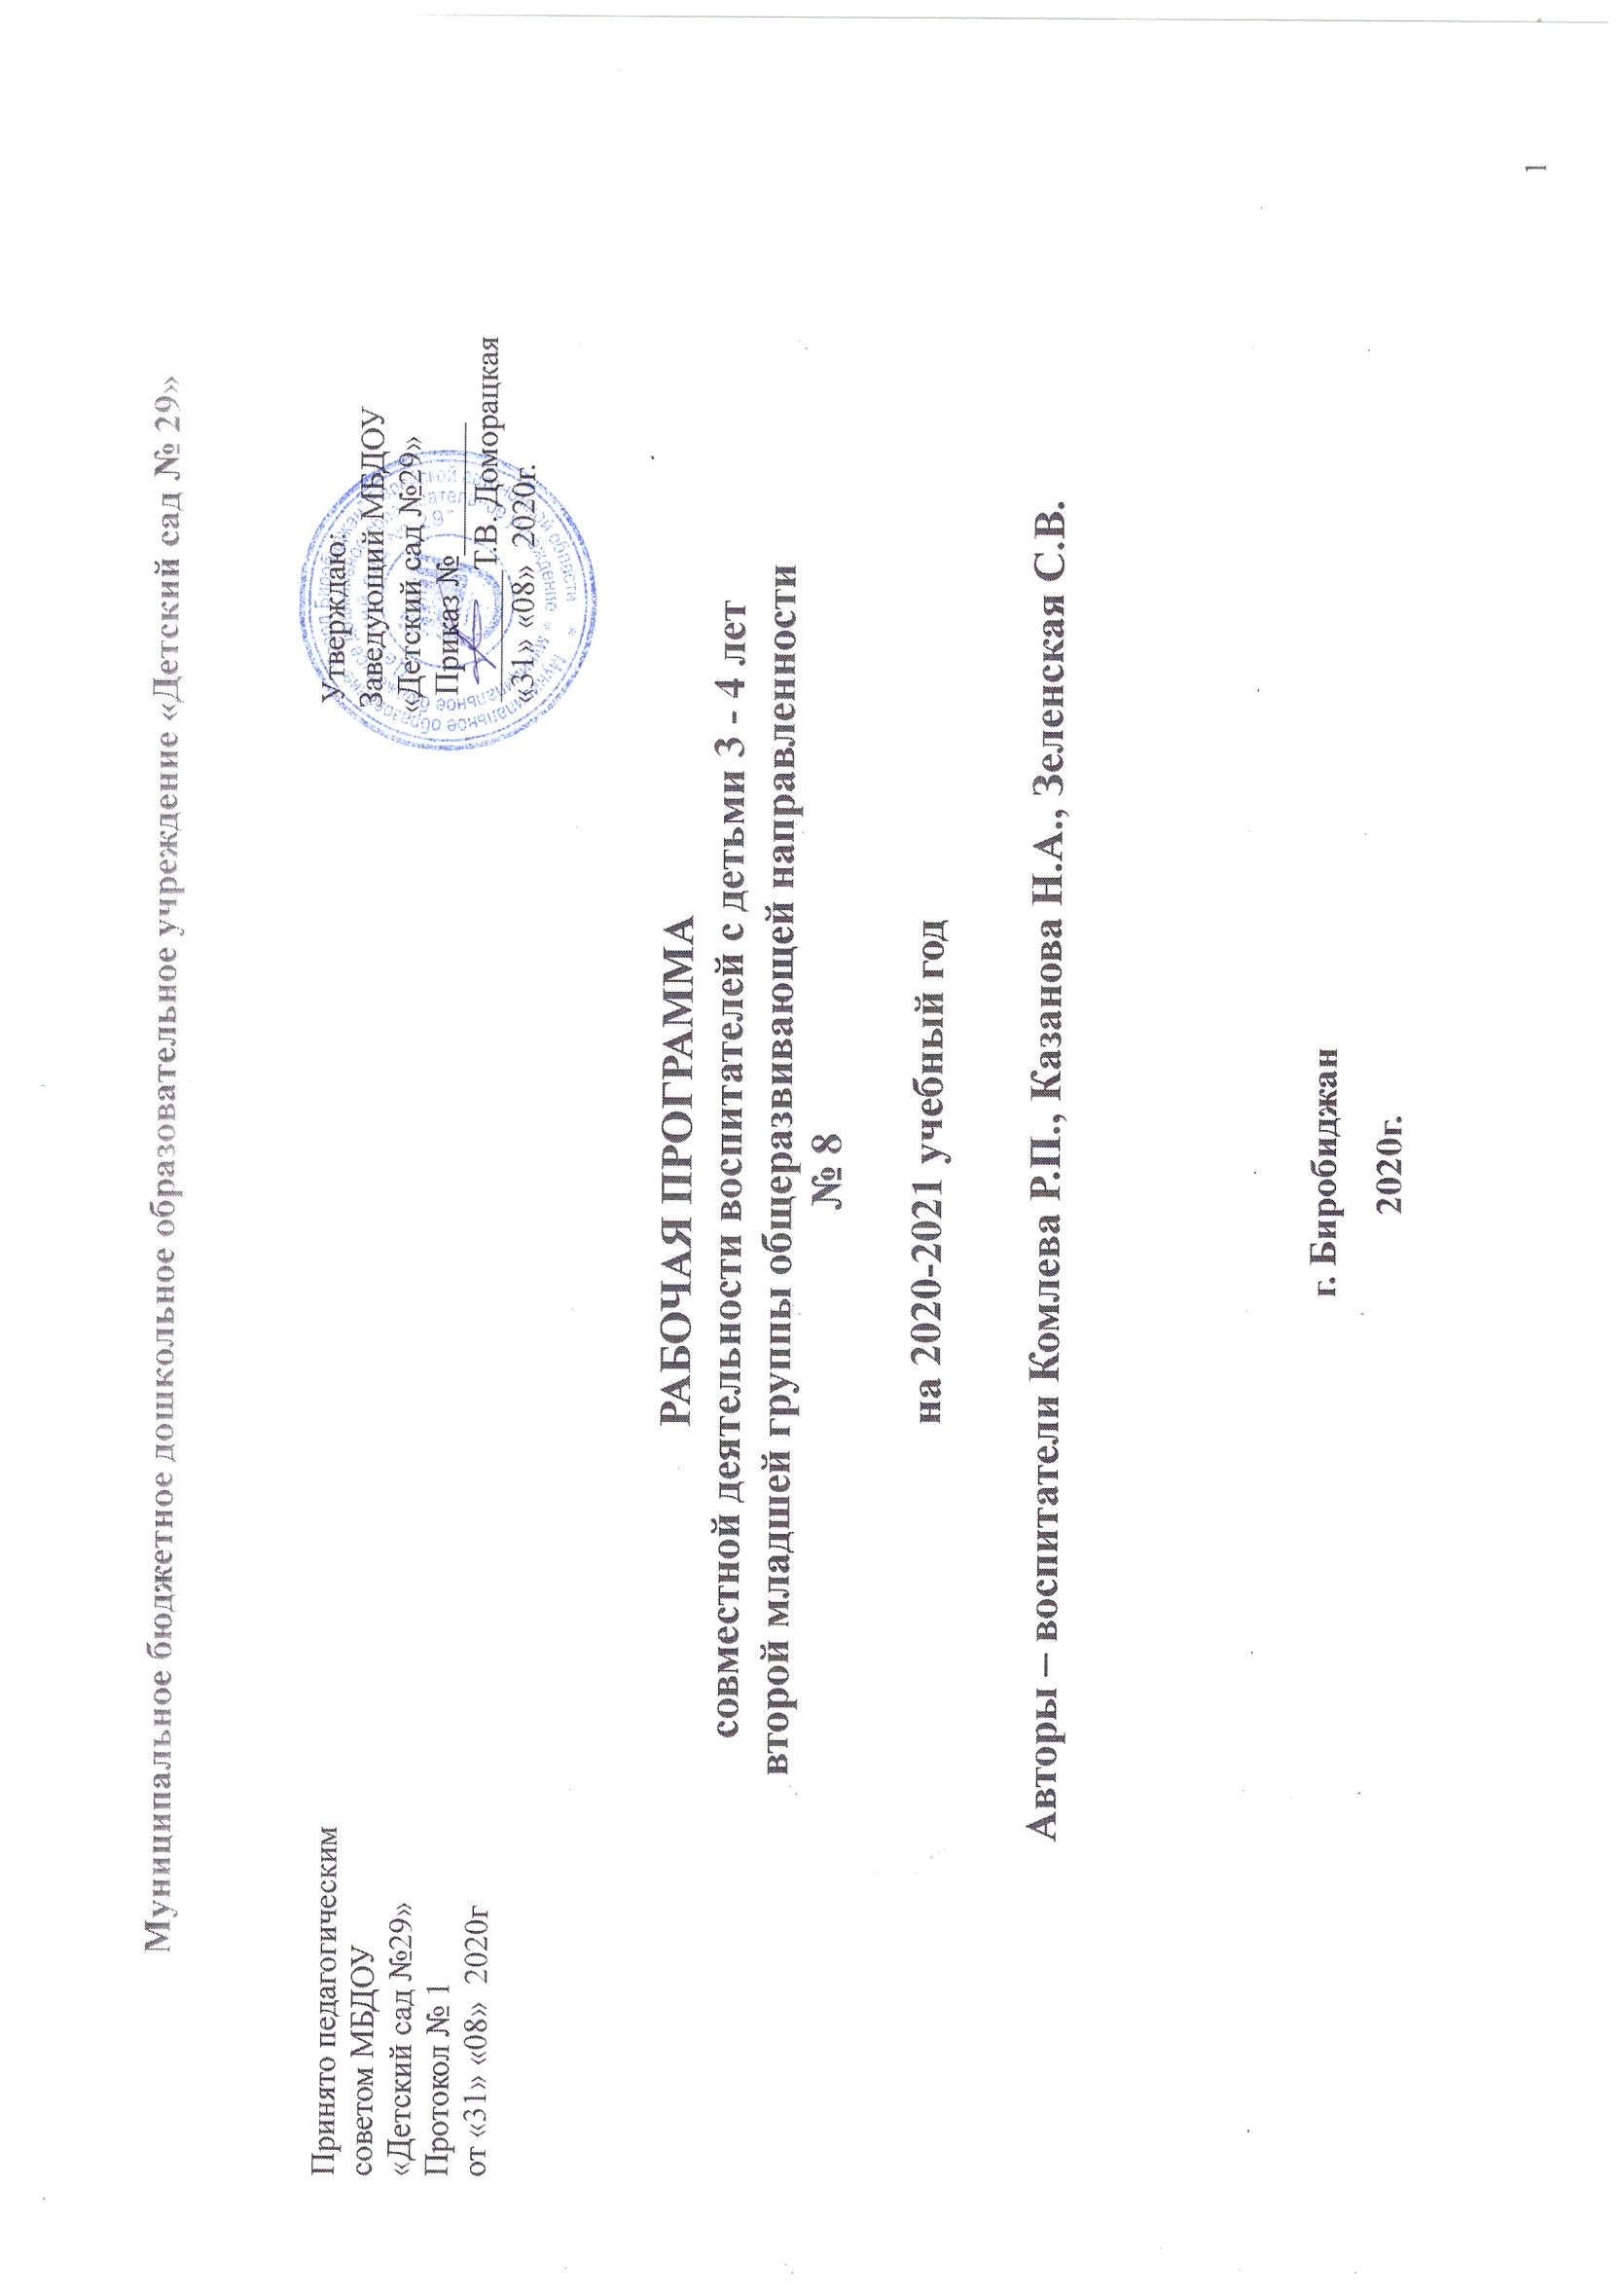 Муниципальное бюджетное дошкольное образовательное учреждение «Детский сад № 29»
Принято педагогическим
советом МБДОУ
«Детский сад №29»
Протокол № 1
от «31» «08» 2020г
Утверждаю:
Заведующий МБДОУ
«Детский сад №29»
Приказ № ________
________ Т.В. Доморацкая
«31» «08» 2020г.
РАБОЧАЯ ПРОГРАММА
совместной деятельности воспитателей с детьми 3 - 4 лет
второй младшей группы общеразвивающей направленности
№ 8
на 2020-2021 учебный год
Авторы – воспитатели Комлева Р.П., Казанова Н.А., Зеленская С.В.
г. Биробиджан
2020г.
1